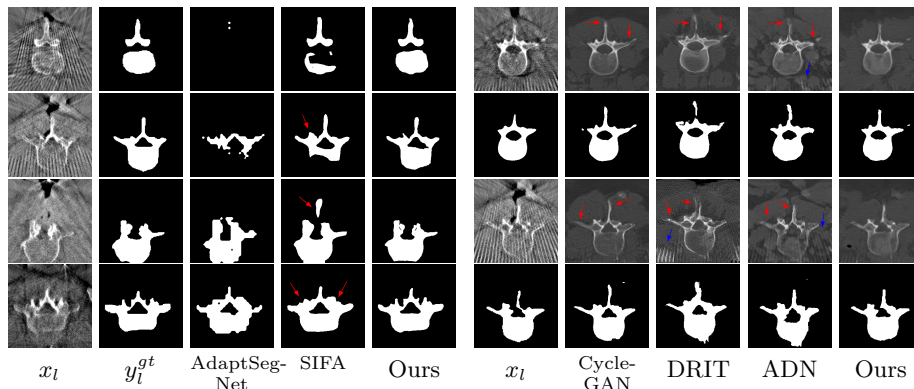 x_l y_l^{gt} AdaptSeg- SIFA Ours x_l Cycle- DRIT ADN Ours
Net GAN